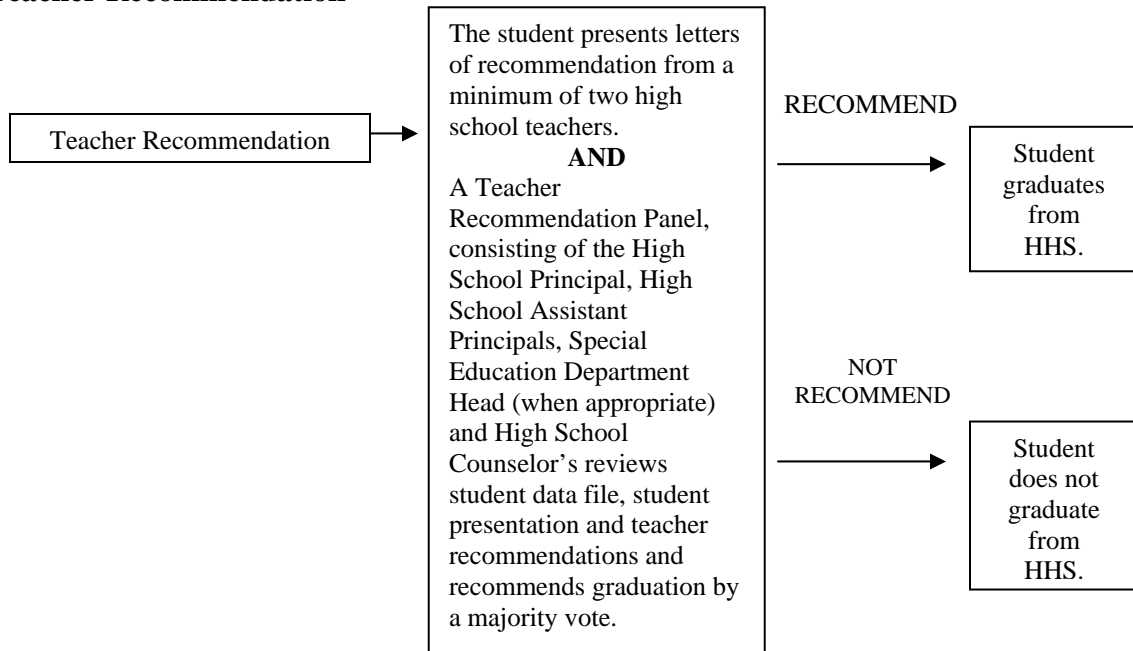 Teacher Recommendation
Teacher Recommendation
The student presents letters
of recommendation from a
minimum of two high
school teachers.
AND
A Teacher
Recommendation Panel,
consisting of the High
School Principal, High
School Assistant
Principals, Special
Education Department
Head (when appropriate)
and High School
Counselor’s reviews
student data file, student
presentation and teacher
recommendations and
recommends graduation by
a majority vote.
RECOMMEND
Student
graduates
from
HHS.
NOT
RECOMMEND
Student
does not
graduate
from
HHS.